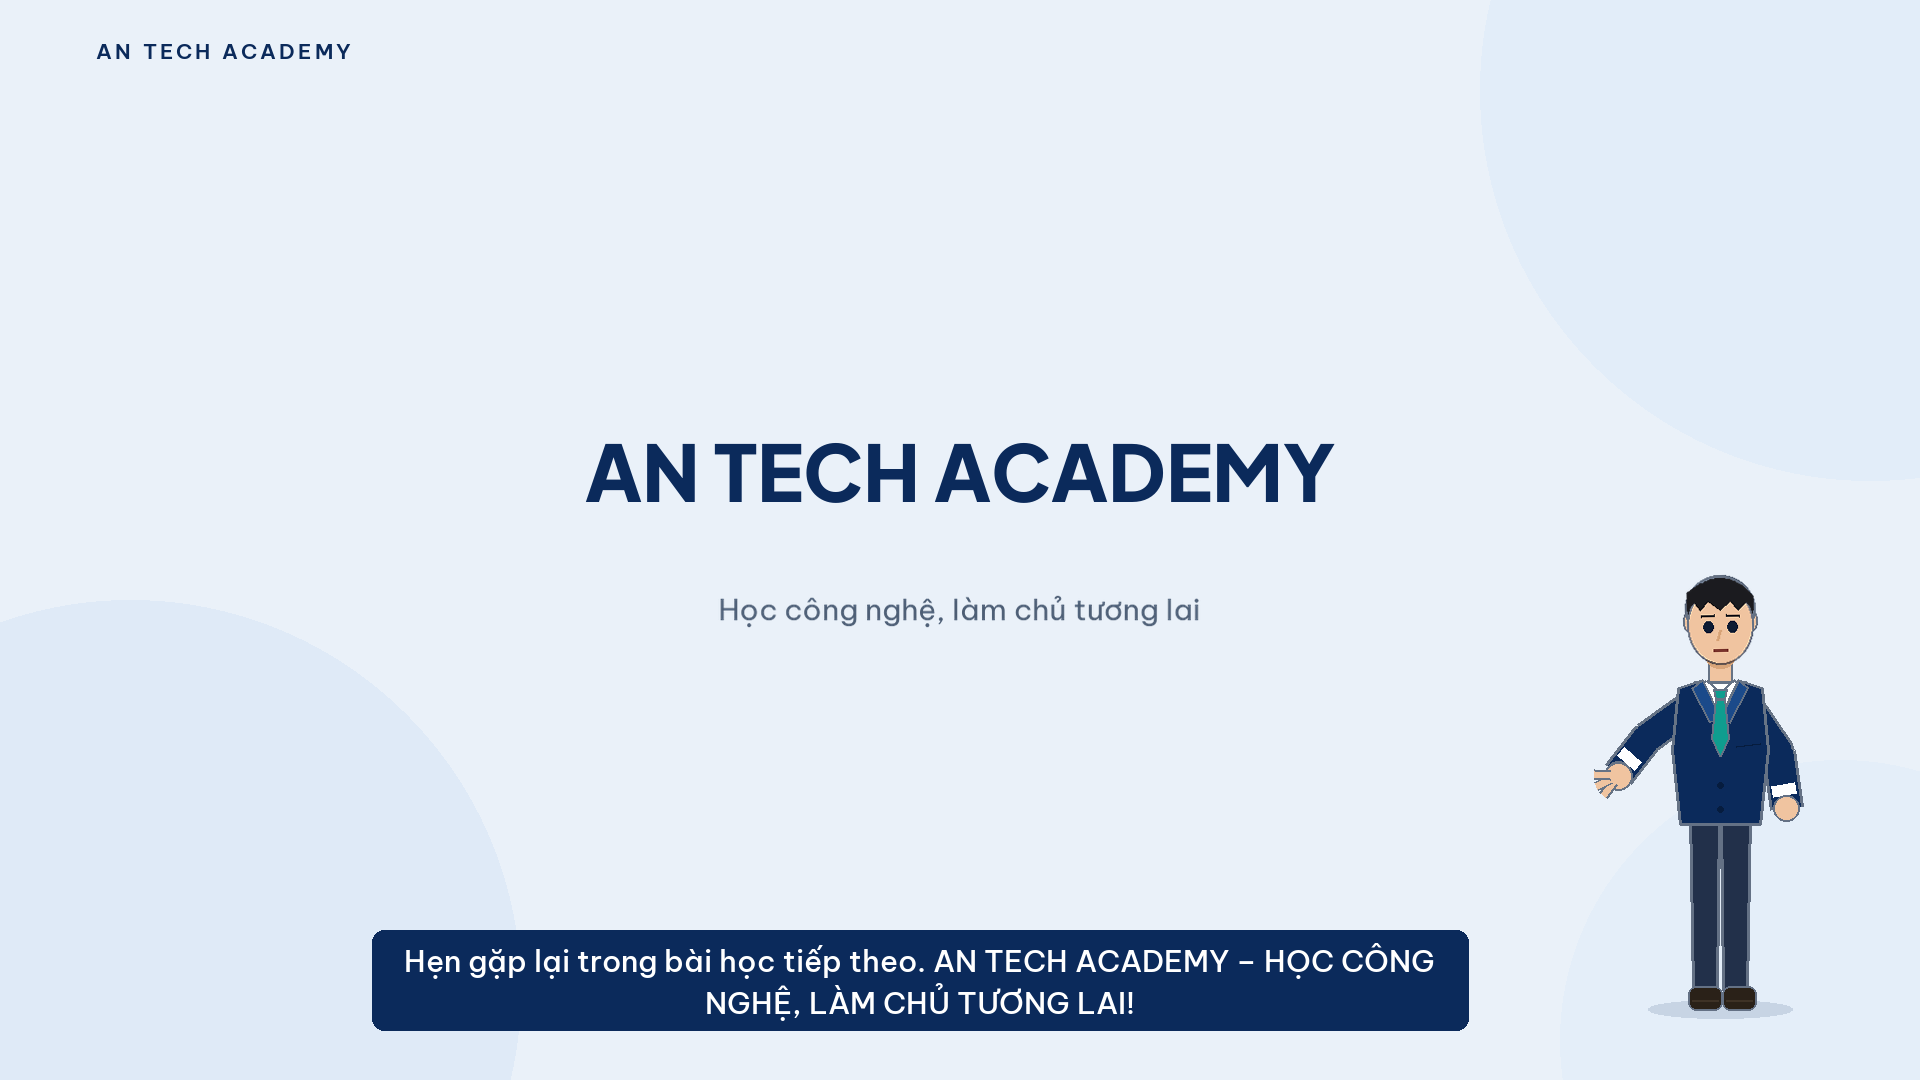 AN TECH ACADEMY
AN TECH ACADEMY
Học công nghệ, làm chủ tương lai
Hẹn gặp lại trong bài học tiếp theo. AN TECH ACADEMY – HỌC CÔNG
NGHỆ, LÀM CHỦ TƯƠNG LAI!